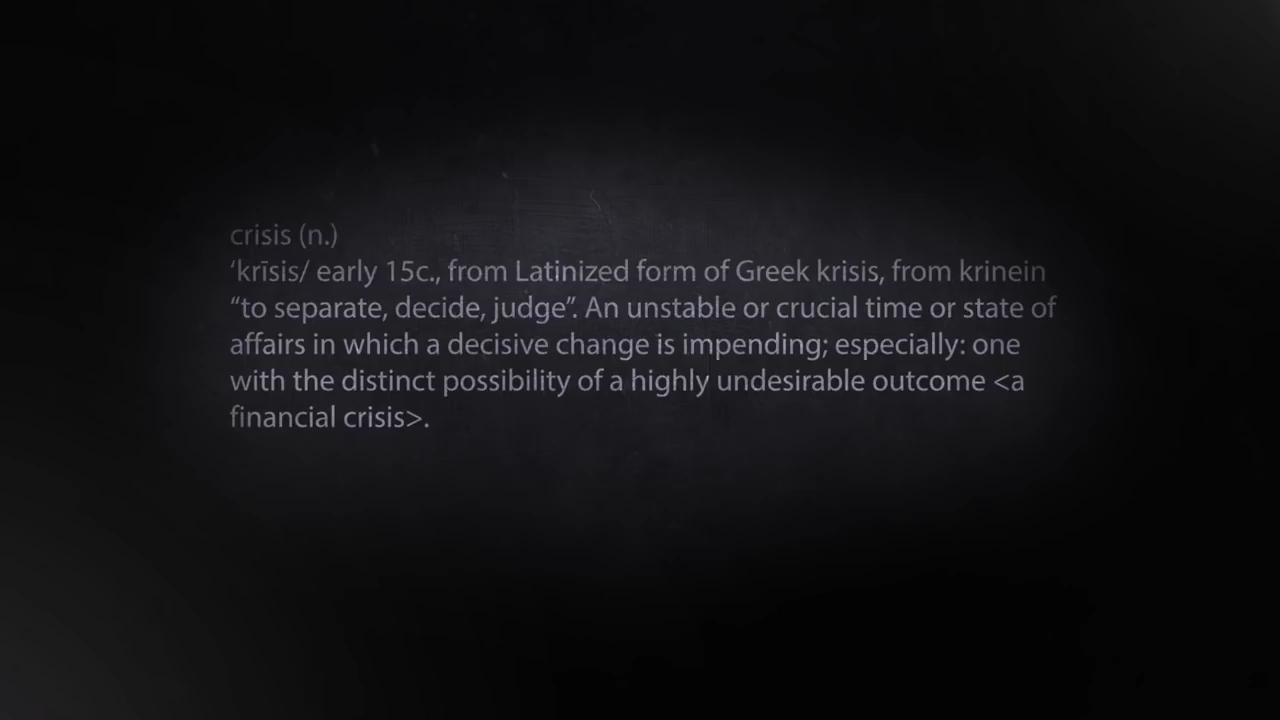 crisis (n.)
‘krīsis/ early 15c., from Latinized form of Greek krisis, from krinein
“to separate, decide, judge”. An unstable or crucial time or state of
affairs in which a decisive change is impending; especially: one
with the distinct possibility of a highly undesirable outcome <a
financial crisis>.